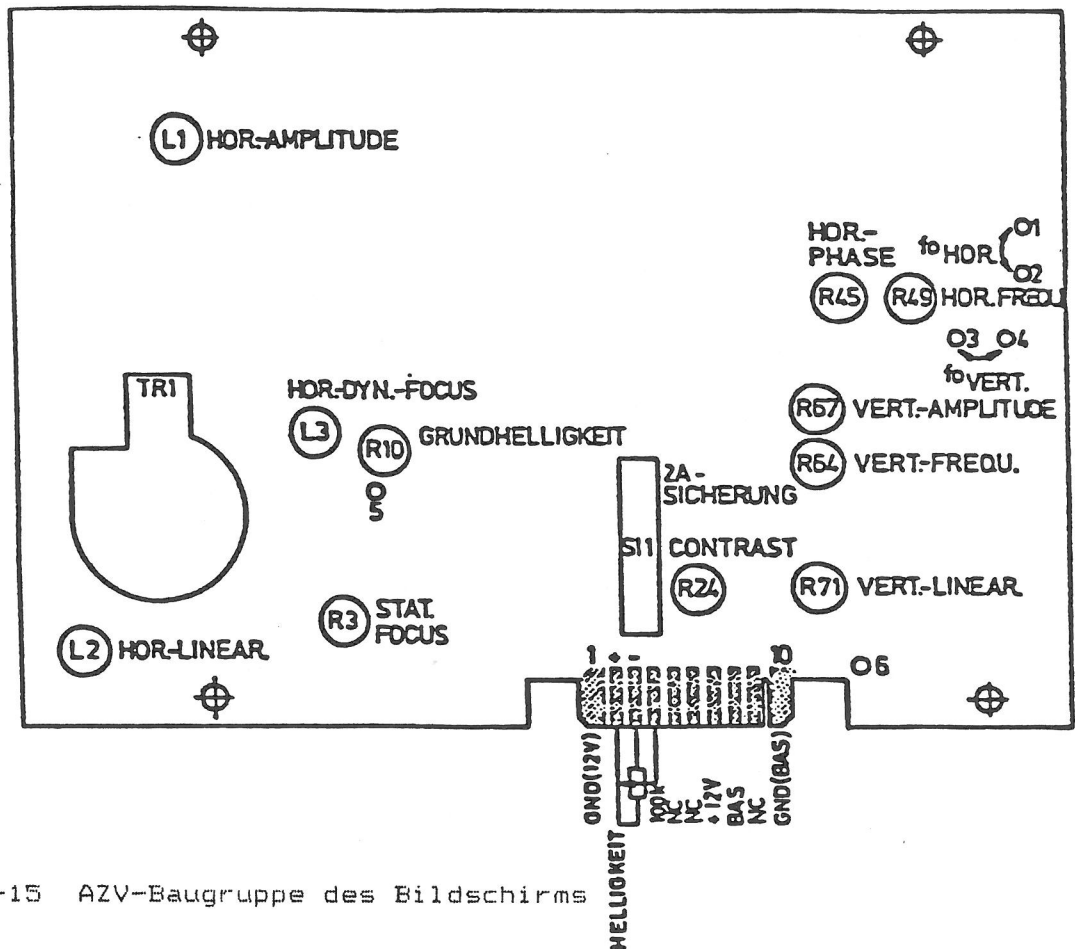 L1 HOR.-AMPLITUDE
HOR.-
PHASE
fo HOR.
O1
O2
R45
R49 HOR.FREQU
O3 O4
fo VERT.
TR1
HOR.-DYN.-FOCUS
L3
R10 GRUNDHELLIGKEIT
O
5
R67 VERT.-AMPLITUDE
R64 VERT.-FREQU.
2A-
SICHERUNG
S11
CONTRAST
R24
R71 VERT.-LINEAR.
R3 STAT.
FOCUS
L2 HOR-LINEAR.
1 + - 10
O6
GND(12V)
HELLIGKEIT
100k
NC
NC
+12V
BAS
NC
GND(BAS)
-15 AZV-Baugruppe des Bildschirms